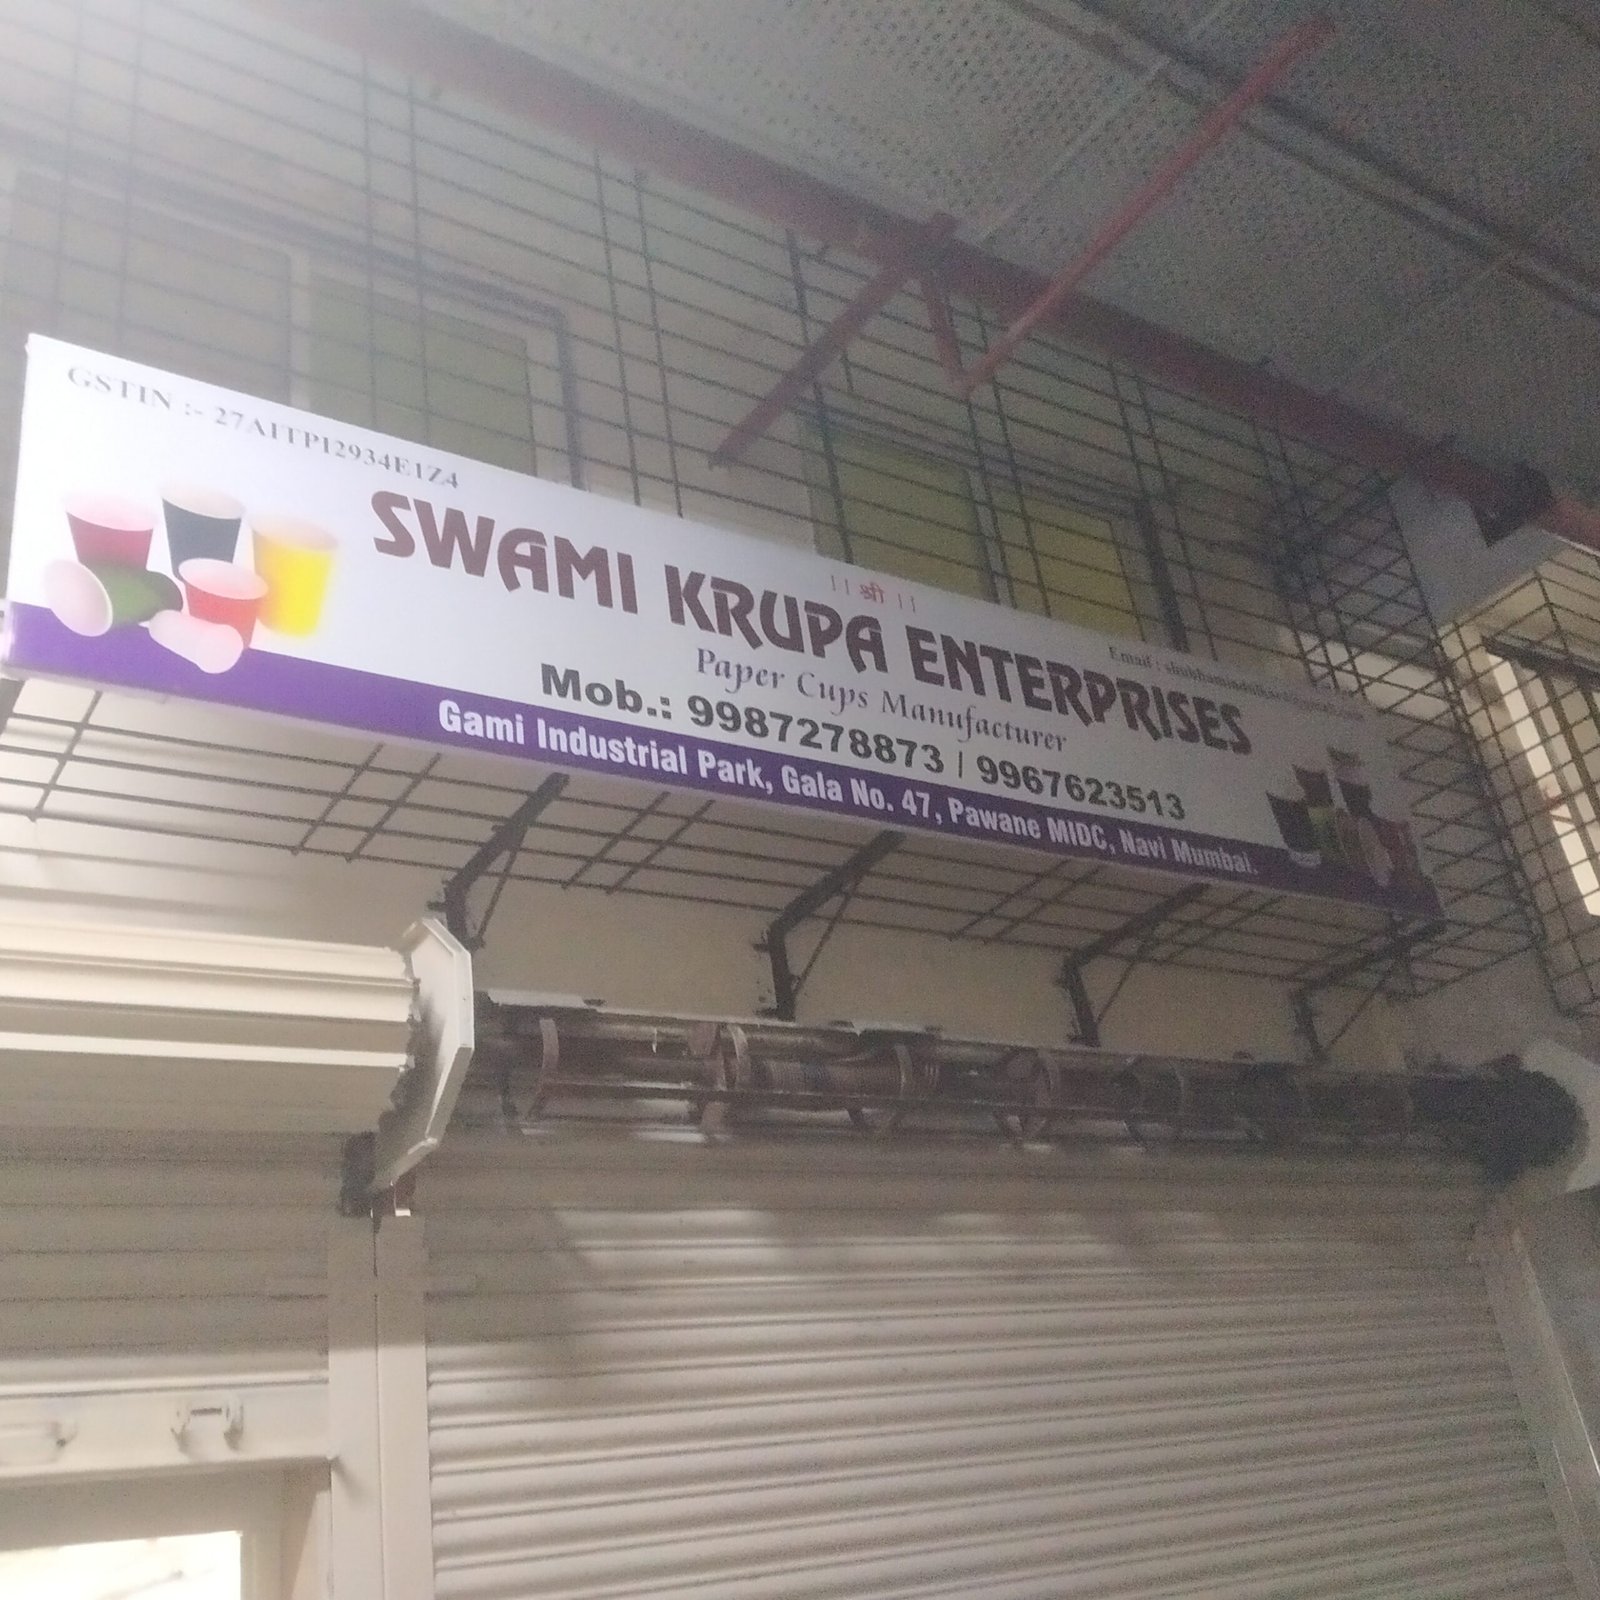 GSTIN :- 27AITPI2934E1Z4
|| श्री ||
SWAMI KRUPA ENTERPRISES
Email :
Paper Cups Manufacturer
Mob.: 9987278873 / 9967623513
Gami Industrial Park, Gala No. 47, Pawane MIDC, Navi Mumbai.